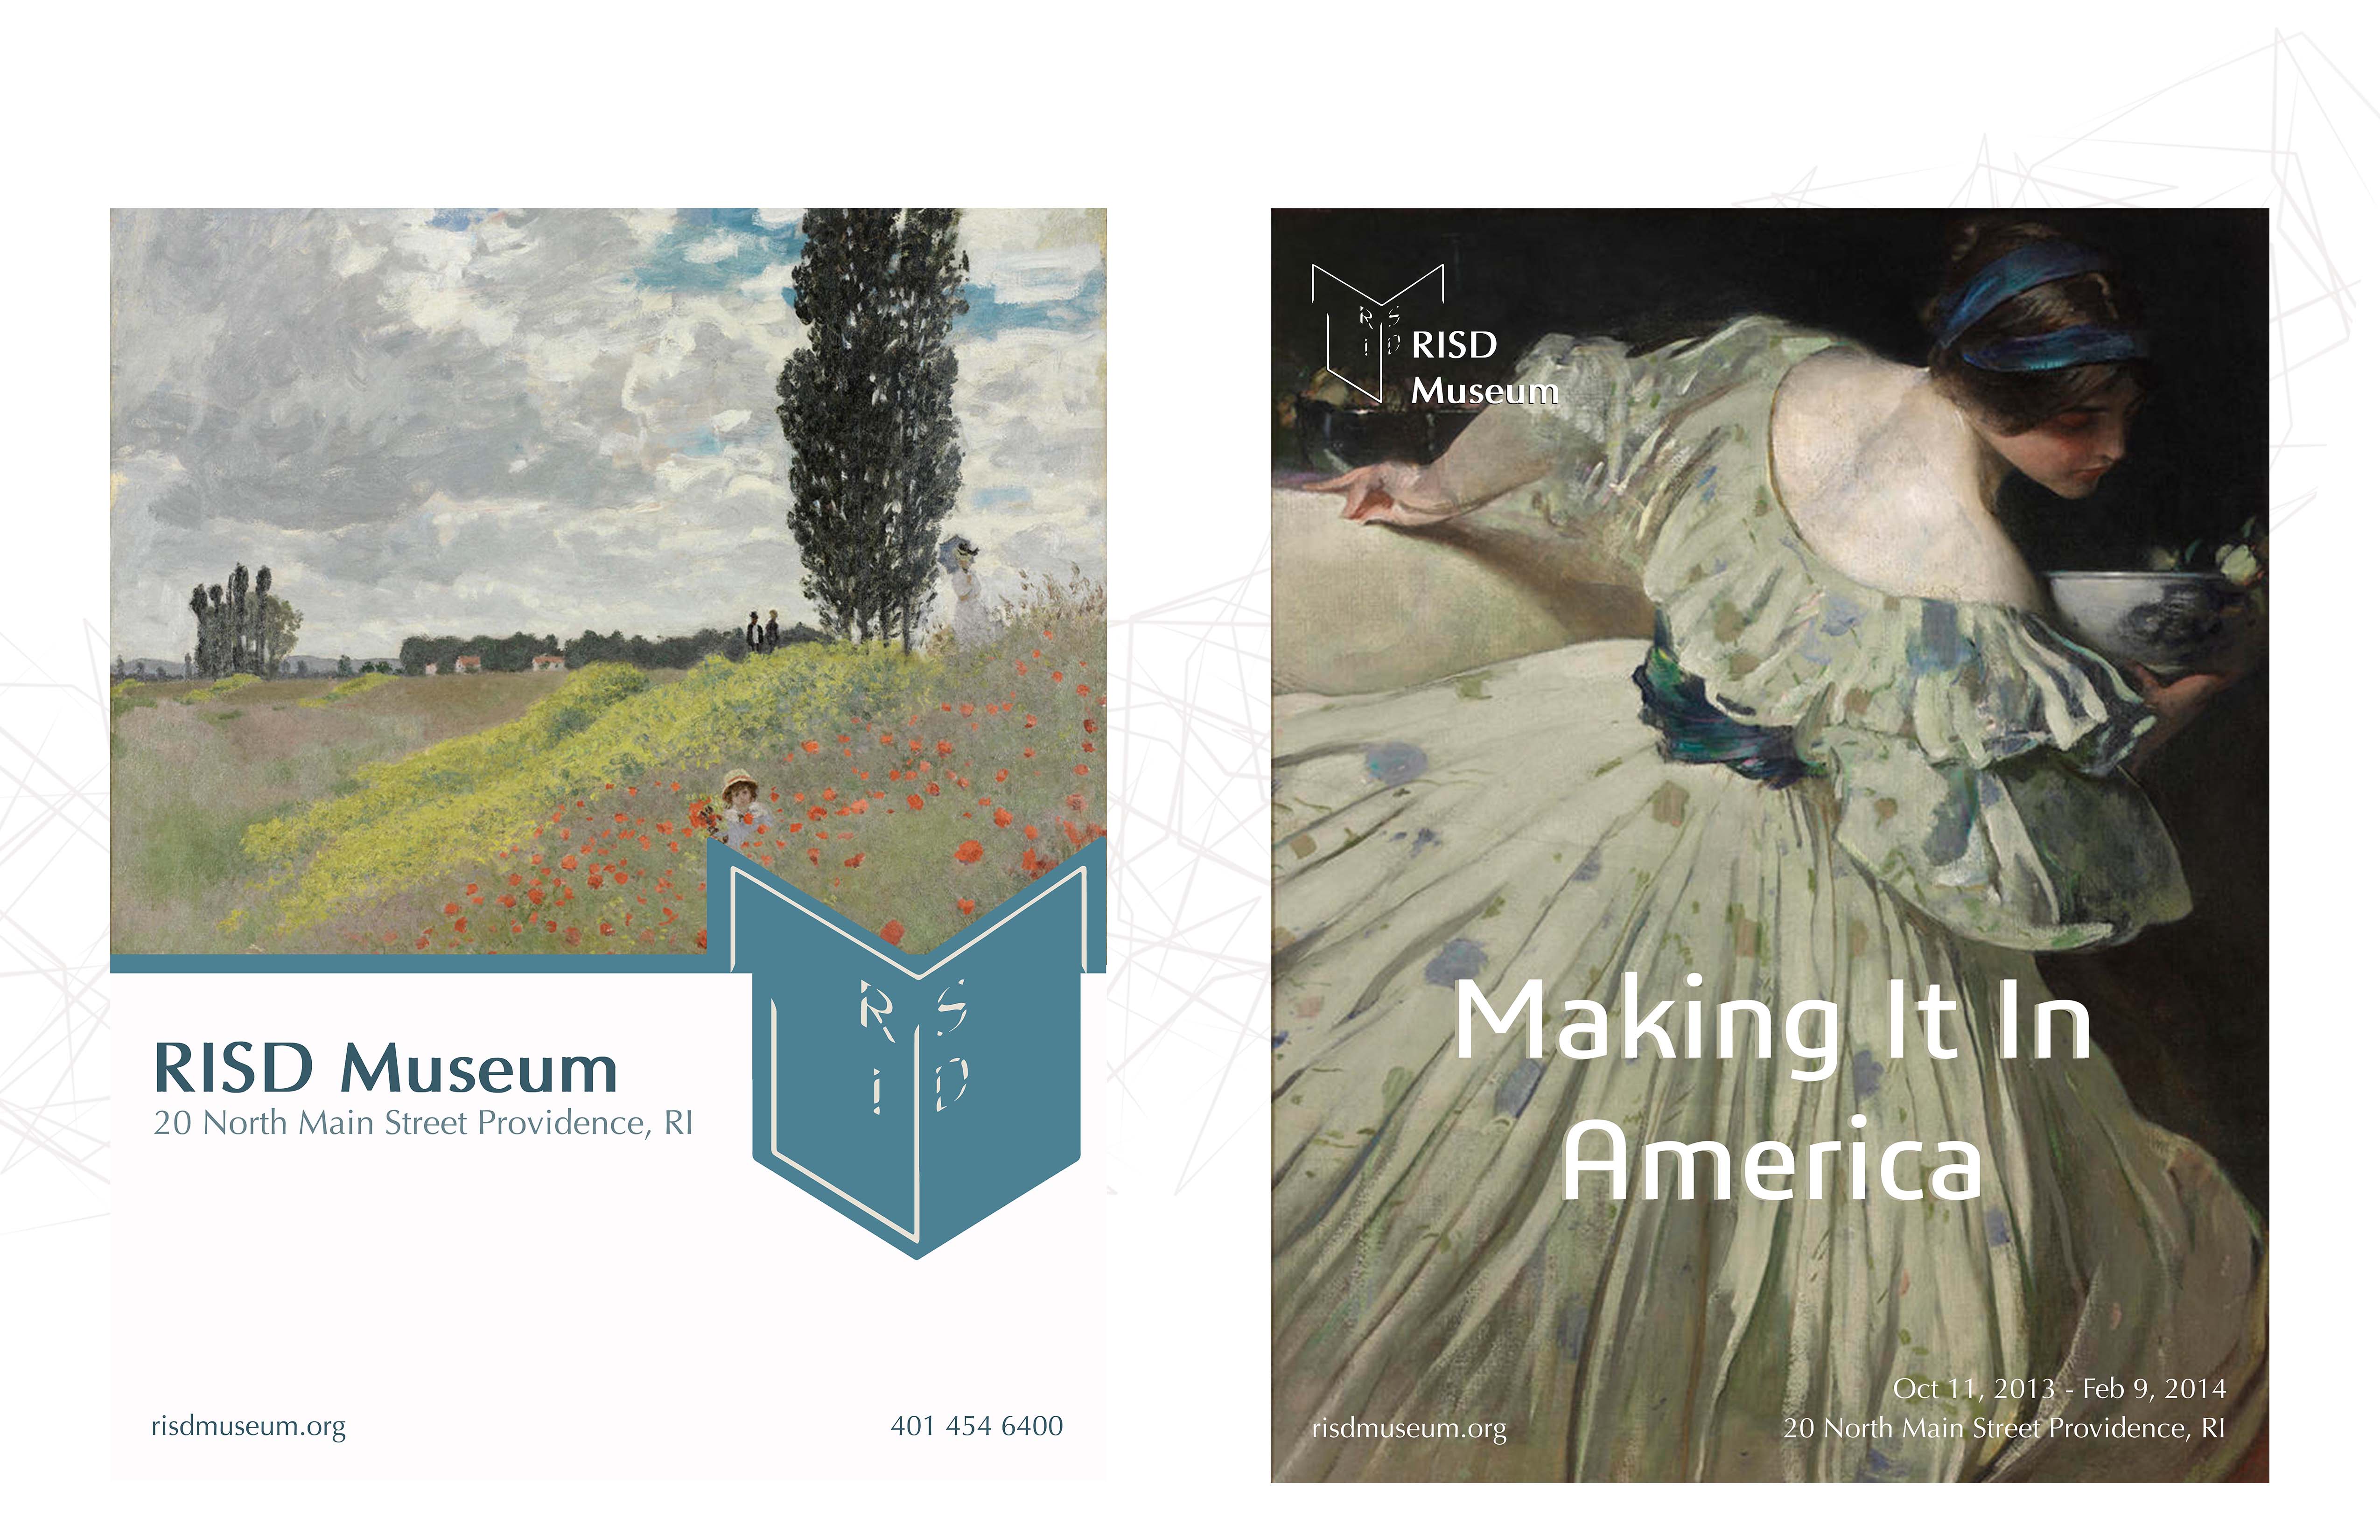 R S
i D
RISD Museum
20 North Main Street Providence, RI
risdmuseum.org
401 454 6400
R S
i D
RISD
Museum
Making It In
America
Oct 11, 2013 - Feb 9, 2014
risdmuseum.org
20 North Main Street Providence, RI